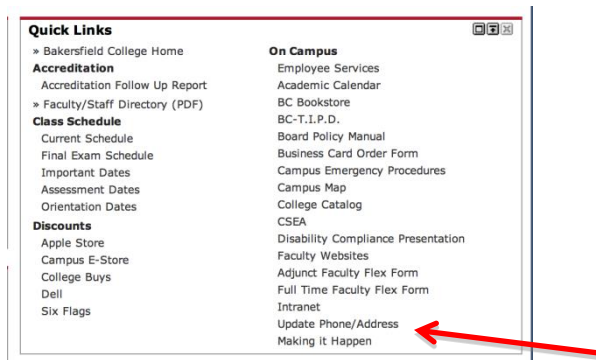 Quick Links
» Bakersfield College Home
Accreditation
Accreditation Follow Up Report
» Faculty/Staff Directory (PDF)
Class Schedule
Current Schedule
Final Exam Schedule
Important Dates
Assessment Dates
Orientation Dates
Discounts
Apple Store
Campus E-Store
College Buys
Dell
Six Flags
On Campus
Employee Services
Academic Calendar
BC Bookstore
BC-T.I.P.D.
Board Policy Manual
Business Card Order Form
Campus Emergency Procedures
Campus Map
College Catalog
CSEA
Disability Compliance Presentation
Faculty Websites
Adjunct Faculty Flex Form
Full Time Faculty Flex Form
Intranet
Update Phone/Address
Making it Happen